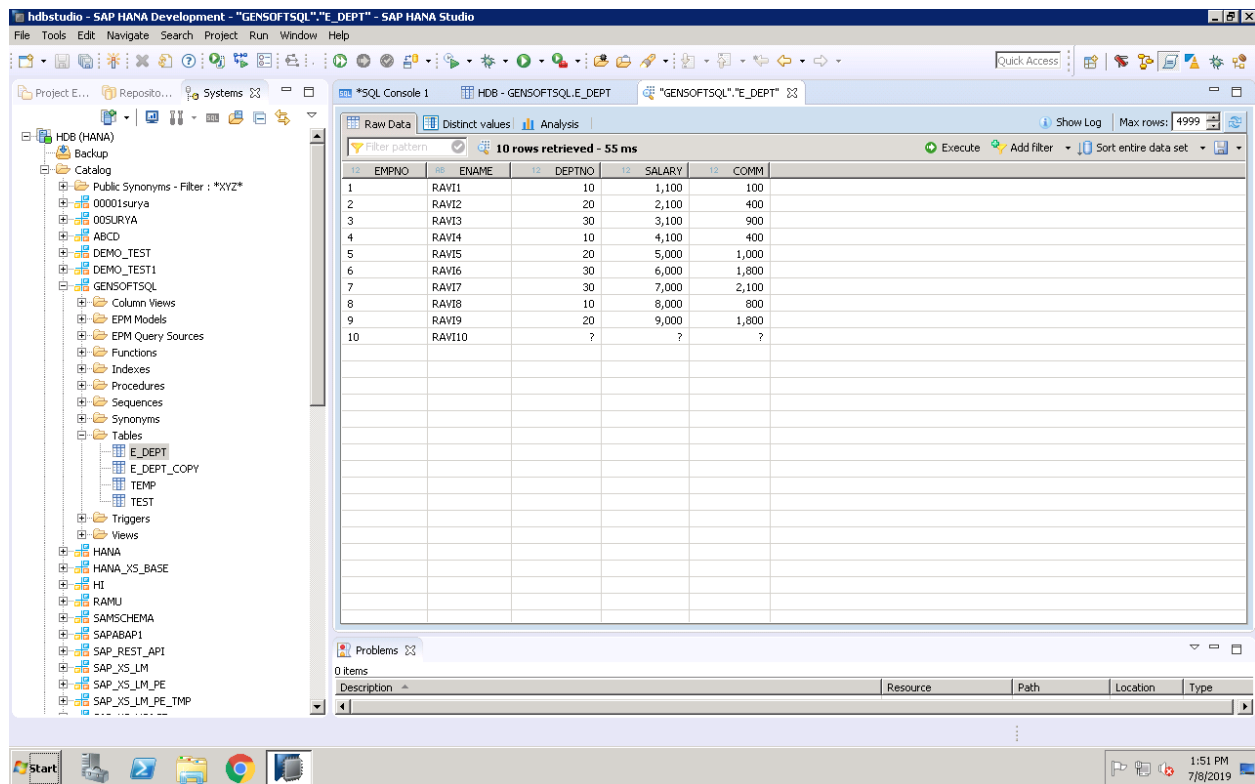 hdbstudio - SAP HANA Development - "GENSOFTSQL"."E_DEPT" - SAP HANA Studio
File Tools Edit Navigate Search Project Run Window Help
Quick Access
Project E... Reposito... Systems
*SQL Console 1 HDB - GENSOFTSQL.E_DEPT "GENSOFTSQL"."E_DEPT"
Raw Data Distinct values Analysis Show Log Max rows: 4999
Filter pattern 10 rows retrieved - 55 ms Execute Add filter Sort entire data set
12 EMPNO AB ENAME 12 DEPTNO 12 SALARY 12 COMM
1 RAVI1 10 1,100 100
2 RAVI2 20 2,100 400
3 RAVI3 30 3,100 900
4 RAVI4 10 4,100 400
5 RAVI5 20 5,000 1,000
6 RAVI6 30 6,000 1,800
7 RAVI7 30 7,000 2,100
8 RAVI8 10 8,000 800
9 RAVI9 20 9,000 1,800
10 RAVI10 ? ? ?
HDB (HANA)
Backup
Catalog
Public Synonyms - Filter : *XYZ*
00001surya
00SURYA
ABCD
DEMO_TEST
DEMO_TEST1
GENSOFTSQL
Column Views
EPM Models
EPM Query Sources
Functions
Indexes
Procedures
Sequences
Synonyms
Tables
E_DEPT
E_DEPT_COPY
TEMP
TEST
Triggers
Views
HANA
HANA_XS_BASE
HI
RAMU
SAMSCHEMA
SAPABAP1
SAP_REST_API
SAP_XS_LM
SAP_XS_LM_PE
SAP_XS_LM_PE_TMP
Problems
0 items
Description Resource Path Location Type
Start
1:51 PM
7/8/2019